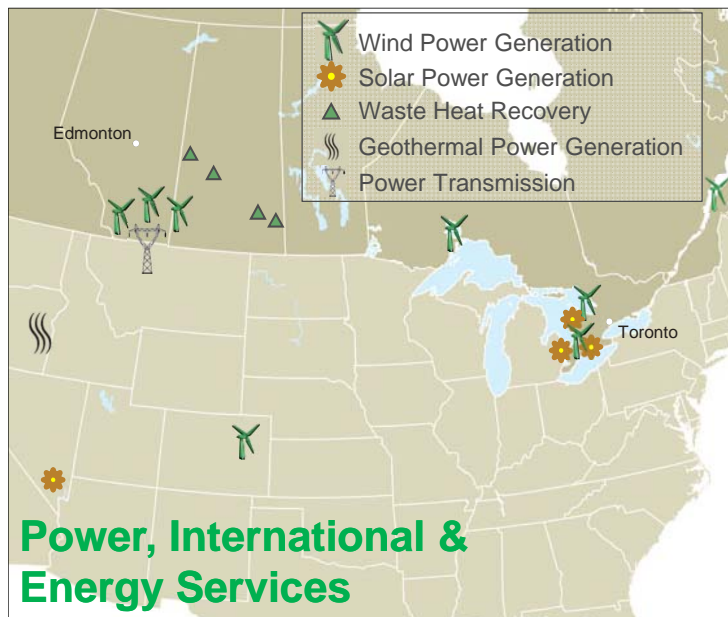 Wind Power Generation
Solar Power Generation
Waste Heat Recovery
Geothermal Power Generation
Power Transmission
Edmonton
Toronto
Power, International &
Energy Services